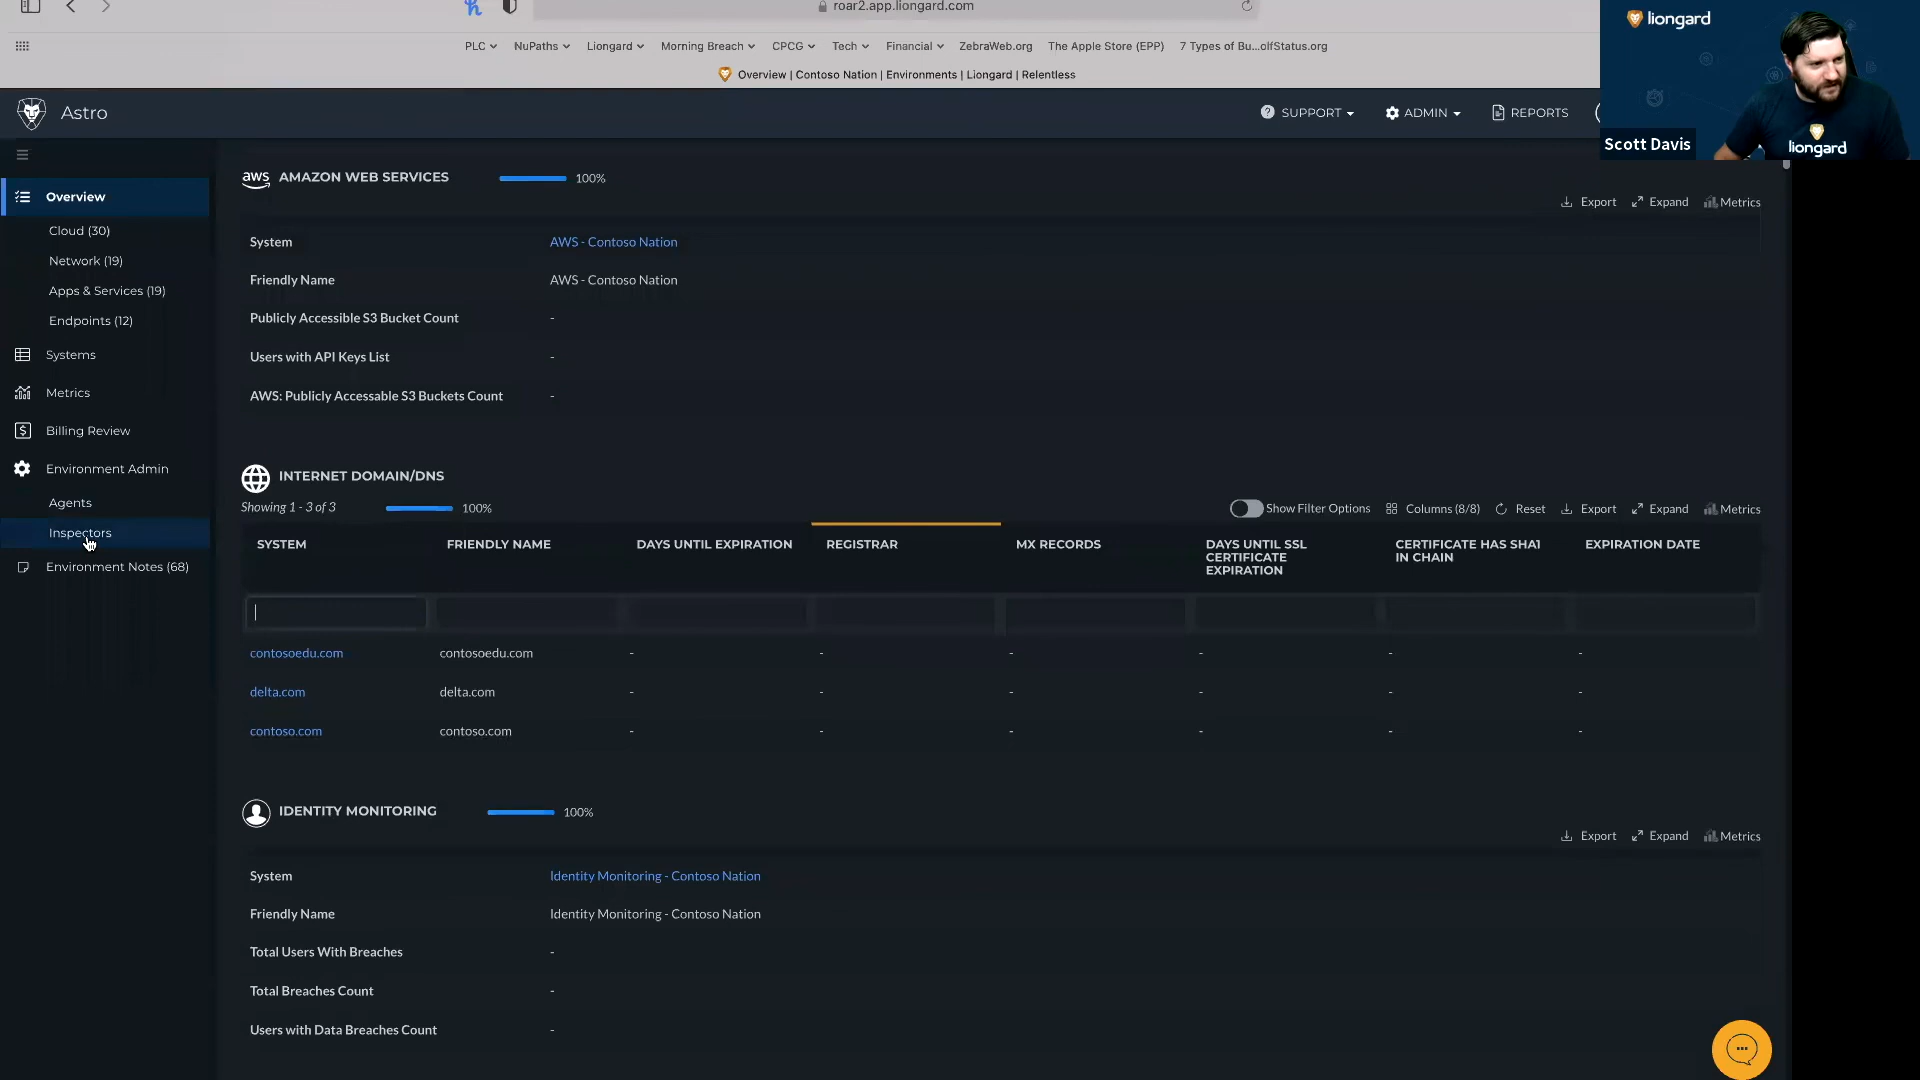 roar2.app.liongard.com
PLC NuPaths Liongard Morning Breach CPCG Tech Financial ZebraWeb.org The Apple Store (EPP) 7 Types of Bu...olfStatus.org
Overview | Contoso Nation | Environments | Liongard | Relentless
liongard
liongard
Scott Davis
Astro
SUPPORT ADMIN REPORTS
Overview
Cloud (30)
Network (19)
Apps & Services (19)
Endpoints (12)
Systems
Metrics
Billing Review
Environment Admin
Agents
Inspectors
Environment Notes (68)
aws AMAZON WEB SERVICES 100%
Export Expand Metrics
System AWS - Contoso Nation
Friendly Name AWS - Contoso Nation
Publicly Accessible S3 Bucket Count -
Users with API Keys List -
AWS: Publicly Accessable S3 Buckets Count -
INTERNET DOMAIN/DNS
Showing 1 - 3 of 3 100% Show Filter Options Columns (8/8) Reset Export Expand Metrics
SYSTEM FRIENDLY NAME DAYS UNTIL EXPIRATION REGISTRAR MX RECORDS DAYS UNTIL SSL CERTIFICATE EXPIRATION CERTIFICATE HAS SHA1 IN CHAIN EXPIRATION DATE
contosoedu.com contosoedu.com - - - - - -
delta.com delta.com - - - - - -
contoso.com contoso.com - - - - - -
IDENTITY MONITORING 100%
Export Expand Metrics
System Identity Monitoring - Contoso Nation
Friendly Name Identity Monitoring - Contoso Nation
Total Users With Breaches -
Total Breaches Count -
Users with Data Breaches Count -